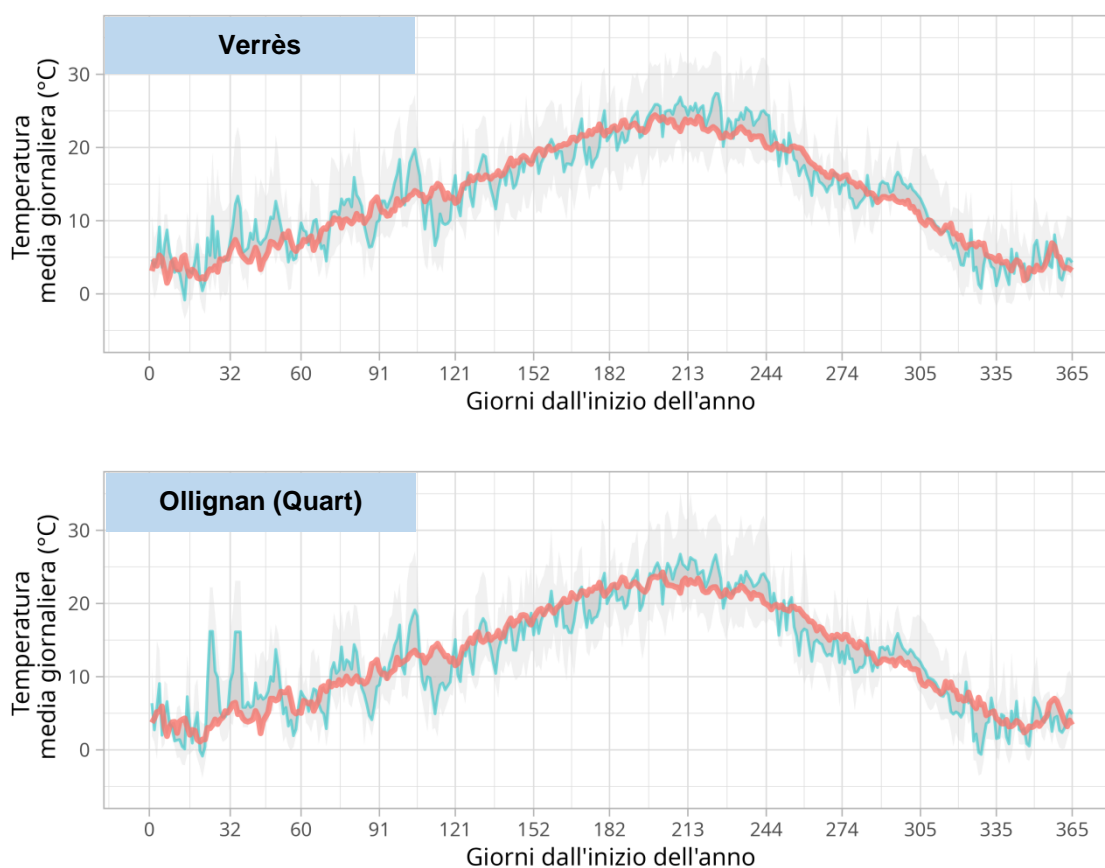 Verrès
Temperatura
media giornaliera (°C)
30
20
10
0
0 32 60 91 121 152 182 213 244 274 305 335 365
Giorni dall'inizio dell'anno
Ollignan (Quart)
Temperatura
media giornaliera (°C)
30
20
10
0
0 32 60 91 121 152 182 213 244 274 305 335 365
Giorni dall'inizio dell'anno